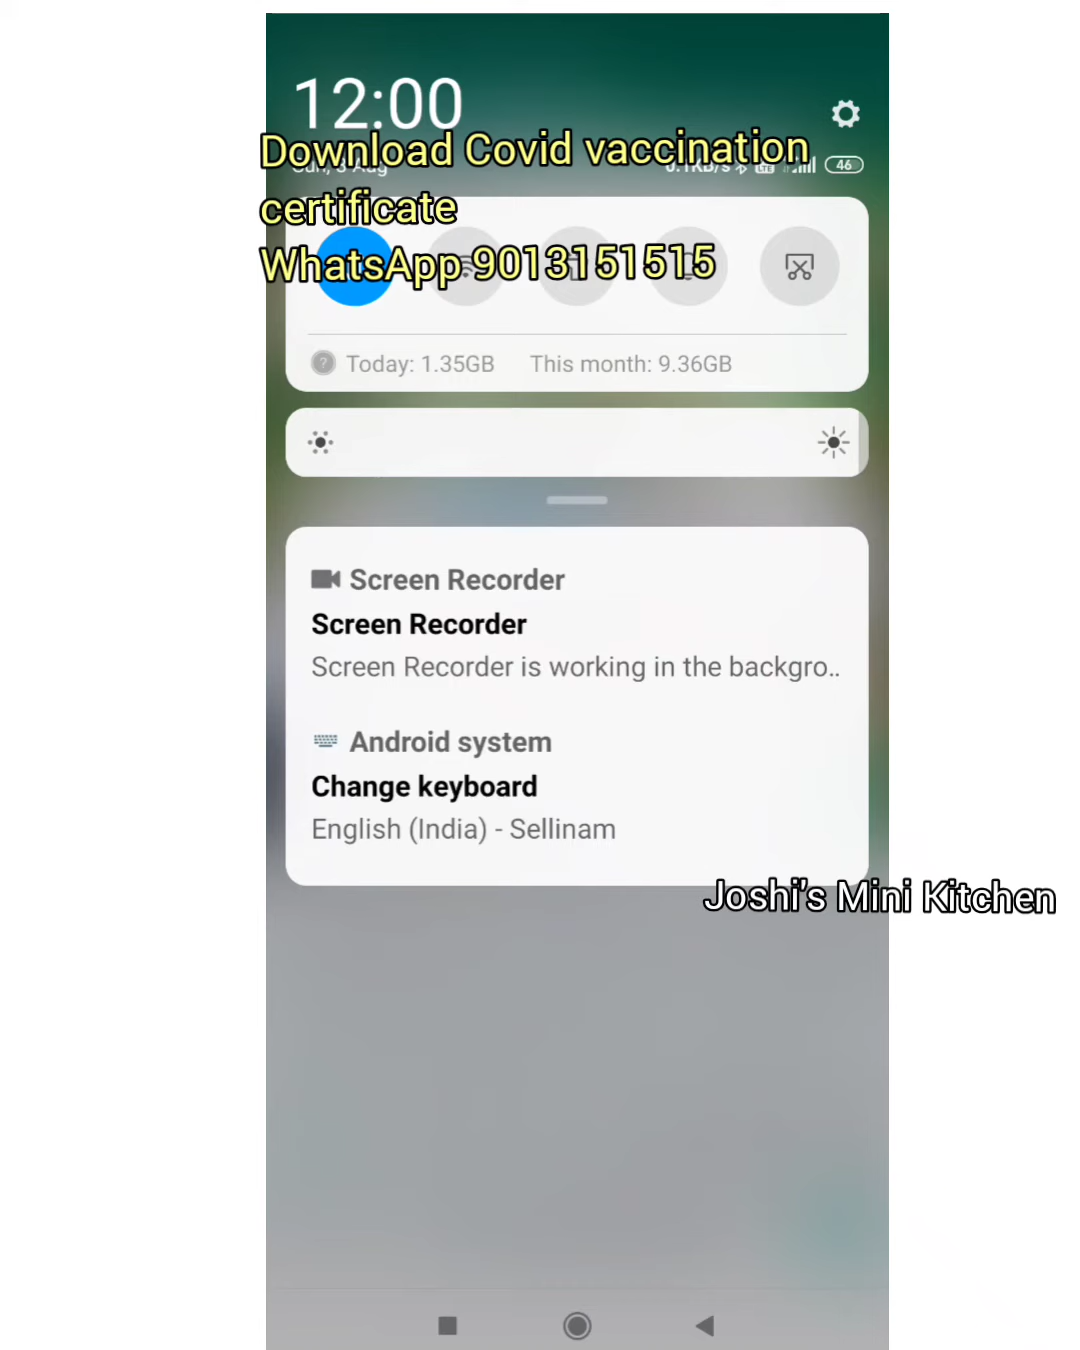 12:00
Download Covid vaccination
certificate
WhatsApp 9013151515
46
Today: 1.35GB This month: 9.36GB
Screen Recorder
Screen Recorder
Screen Recorder is working in the backgro..
Android system
Change keyboard
English (India) - Sellinam
Joshi's Mini Kitchen